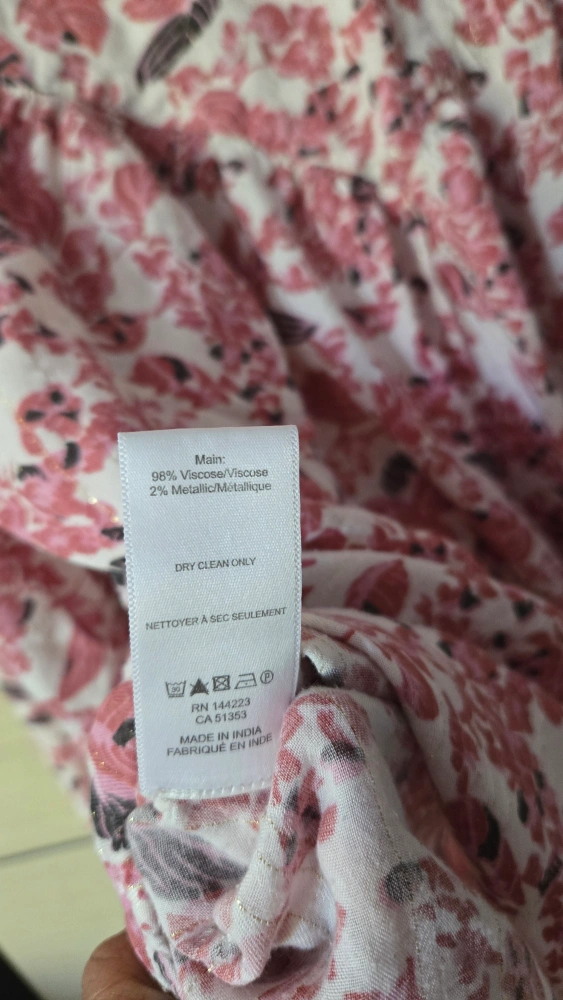 Main:
98% Viscose/Viscose
2% Metallic/Métallique
DRY CLEAN ONLY
NETTOYER À SEC SEULEMENT
RN 144223
CA 51353
MADE IN INDIA
FABRIQUÉ EN INDE